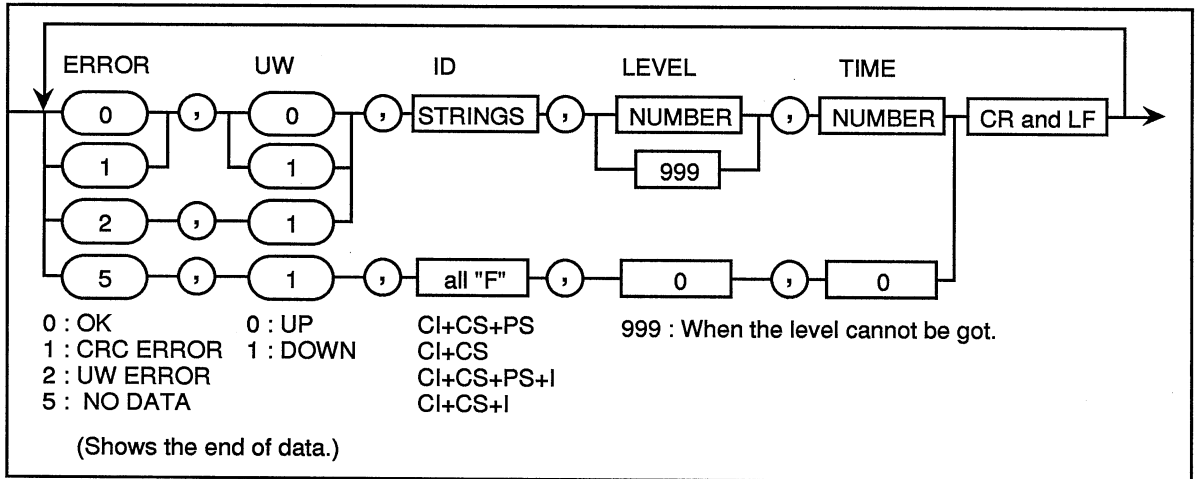 ERROR UW ID LEVEL TIME
0 , 0 , STRINGS , NUMBER , NUMBER CR and LF
1 1 999
2 , 1
5 , 1 , all "F" , 0 , 0
0 : OK 0 : UP CI+CS+PS 999 : When the level cannot be got.
1 : CRC ERROR 1 : DOWN CI+CS
2 : UW ERROR CI+CS+PS+I
5 : NO DATA CI+CS+I
(Shows the end of data.)